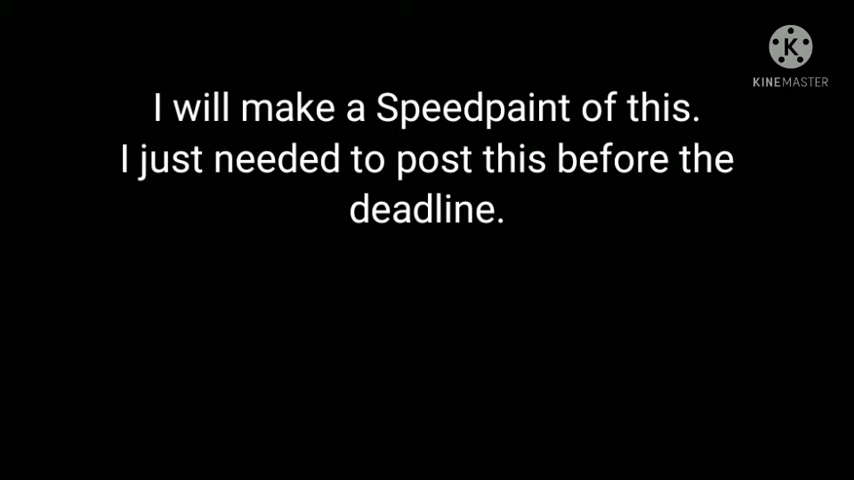 K
KINEMASTER
I will make a Speedpaint of this.
I just needed to post this before the
deadline.